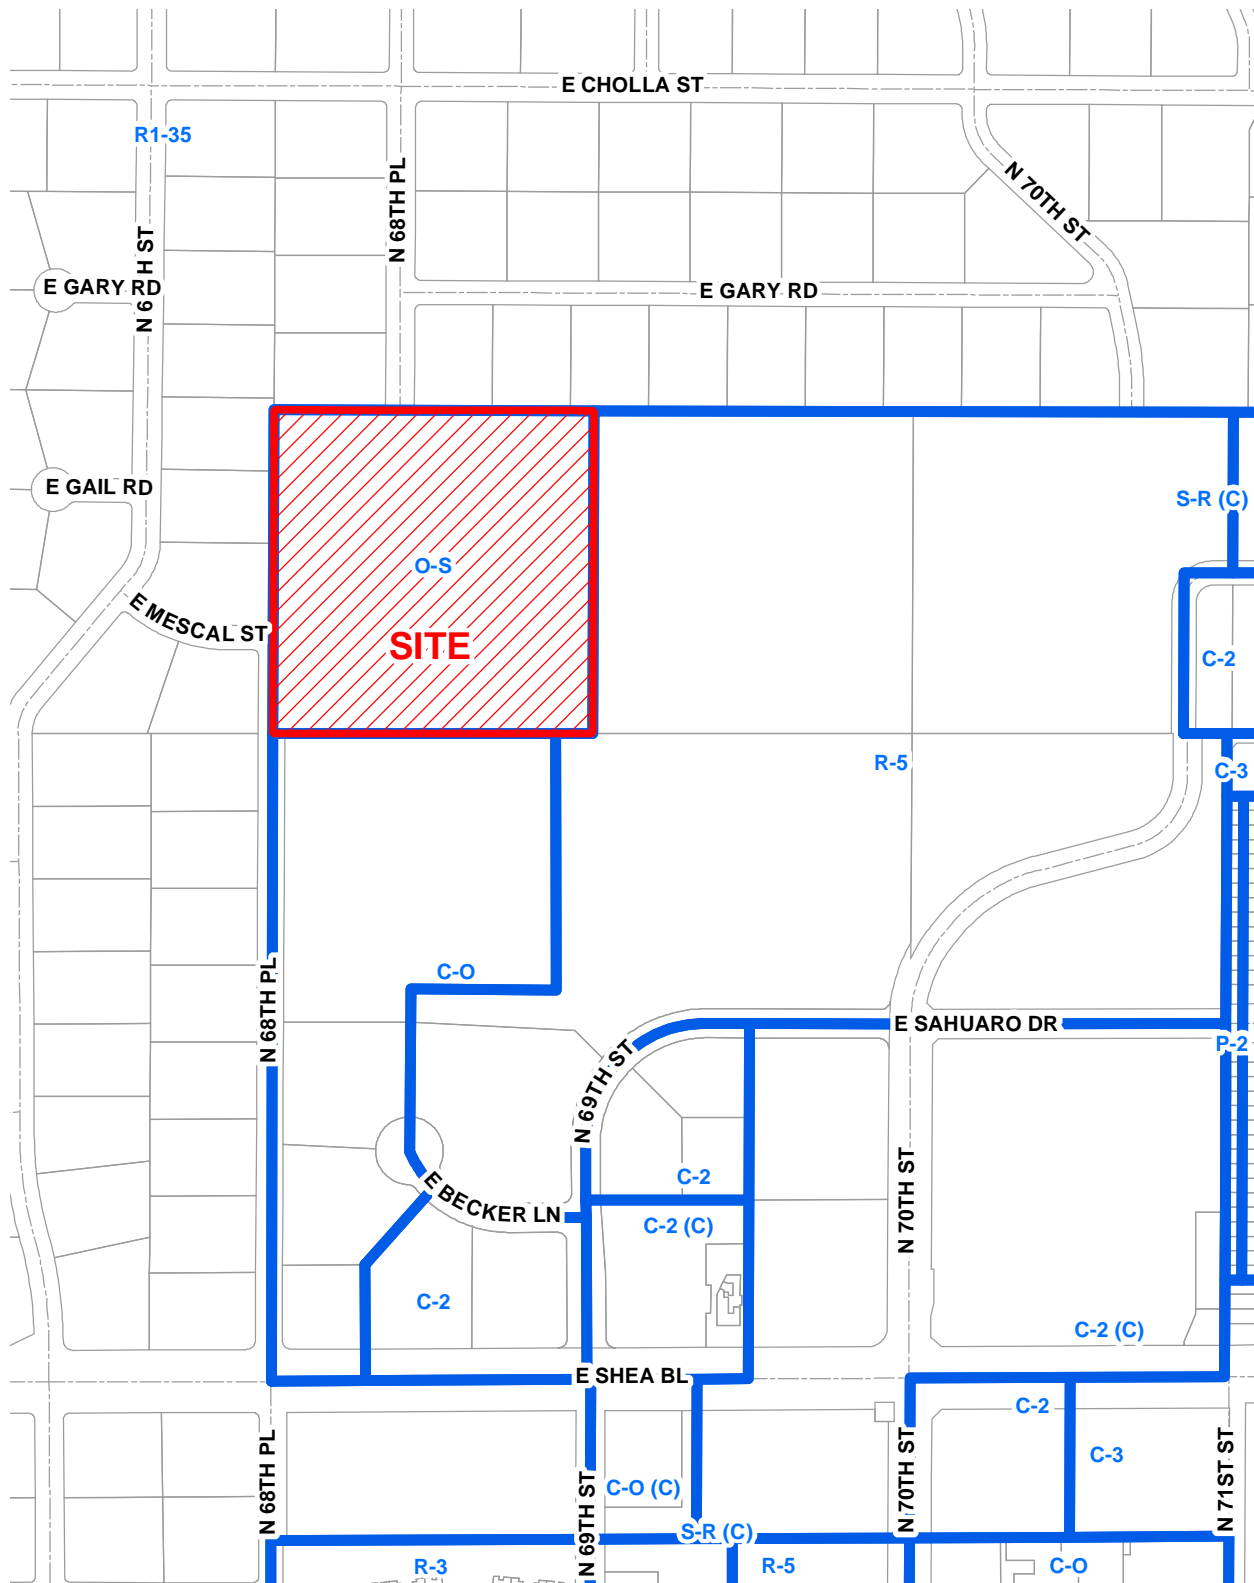 E CHOLLA ST
R1-35
N 68TH PL
N 70TH ST
N 6 H ST
E GARY RD
E GARY RD
E GAIL RD
S-R (C)
O-S
E MESCAL ST
SITE
C-2
R-5
C-3
C-O
N 68TH PL
E SAHUARO DR
P-2
N 69TH ST
N 70TH ST
C-2
E BECKER LN
C-2 (C)
C-2
C-2 (C)
E SHEA BL
C-2
C-3
N 68TH PL
N 69TH ST
C-O (C)
N 70TH ST
N 71ST ST
S-R (C)
R-3
R-5
C-O